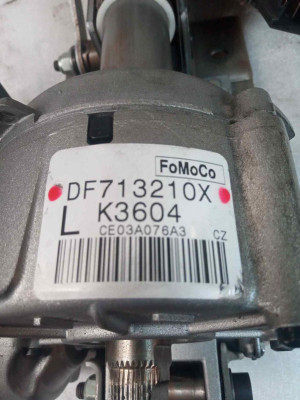 FoMoCo
DF713210X
L K3604
CE03A076A3 CZ